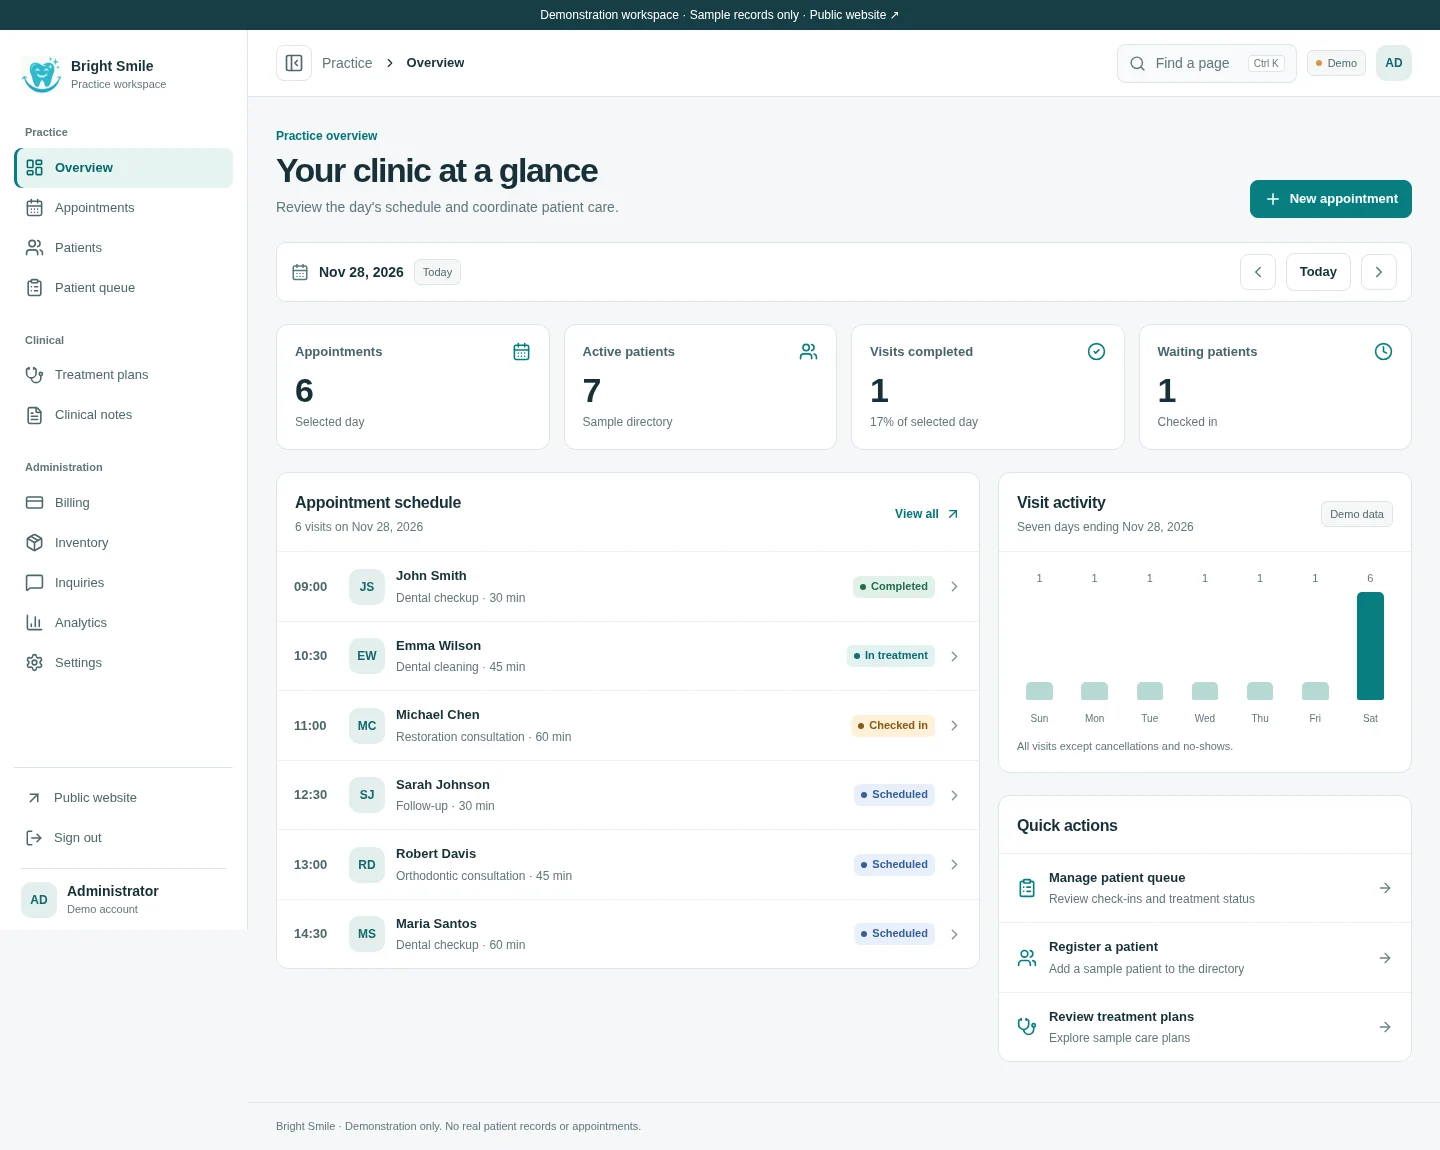 Demonstration workspace · Sample records only · Public website ↗
Bright Smile
Practice workspace
Practice
Overview
Appointments
Patients
Patient queue
Clinical
Treatment plans
Clinical notes
Administration
Billing
Inventory
Inquiries
Analytics
Settings
Public website
Sign out
AD
Administrator
Demo account
Practice > Overview
Find a page Ctrl K
Demo
AD
Practice overview
Your clinic at a glance
Review the day's schedule and coordinate patient care.
New appointment
Nov 28, 2026 Today
Today
Appointments
6
Selected day
Active patients
7
Sample directory
Visits completed
1
17% of selected day
Waiting patients
1
Checked in
Appointment schedule
6 visits on Nov 28, 2026
View all
09:00 JS John Smith Completed
Dental checkup · 30 min
10:30 EW Emma Wilson In treatment
Dental cleaning · 45 min
11:00 MC Michael Chen Checked in
Restoration consultation · 60 min
12:30 SJ Sarah Johnson Scheduled
Follow-up · 30 min
13:00 RD Robert Davis Scheduled
Orthodontic consultation · 45 min
14:30 MS Maria Santos Scheduled
Dental checkup · 60 min
Visit activity
Seven days ending Nov 28, 2026
Demo data
1 1 1 1 1 1 6
Sun Mon Tue Wed Thu Fri Sat
All visits except cancellations and no-shows.
Quick actions
Manage patient queue
Review check-ins and treatment status
Register a patient
Add a sample patient to the directory
Review treatment plans
Explore sample care plans
Bright Smile · Demonstration only. No real patient records or appointments.